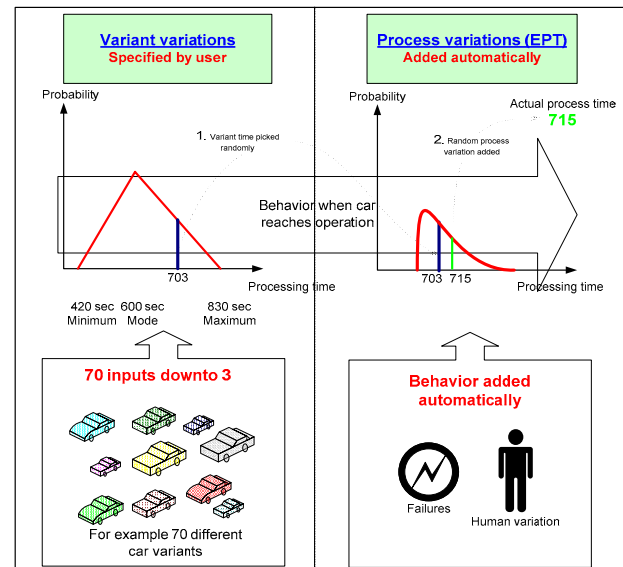 Variant variations
Specified by user
Process variations (EPT)
Added automatically
Probability
Probability
Actual process time
715
1. Variant time picked
randomly
2. Random process
variation added
Behavior when car
reaches operation
703
Processing time
703
715
Processing time
420 sec
Minimum
600 sec
Mode
830 sec
Maximum
70 inputs downto 3
For example 70 different
car variants
Behavior added
automatically
Failures
Human variation